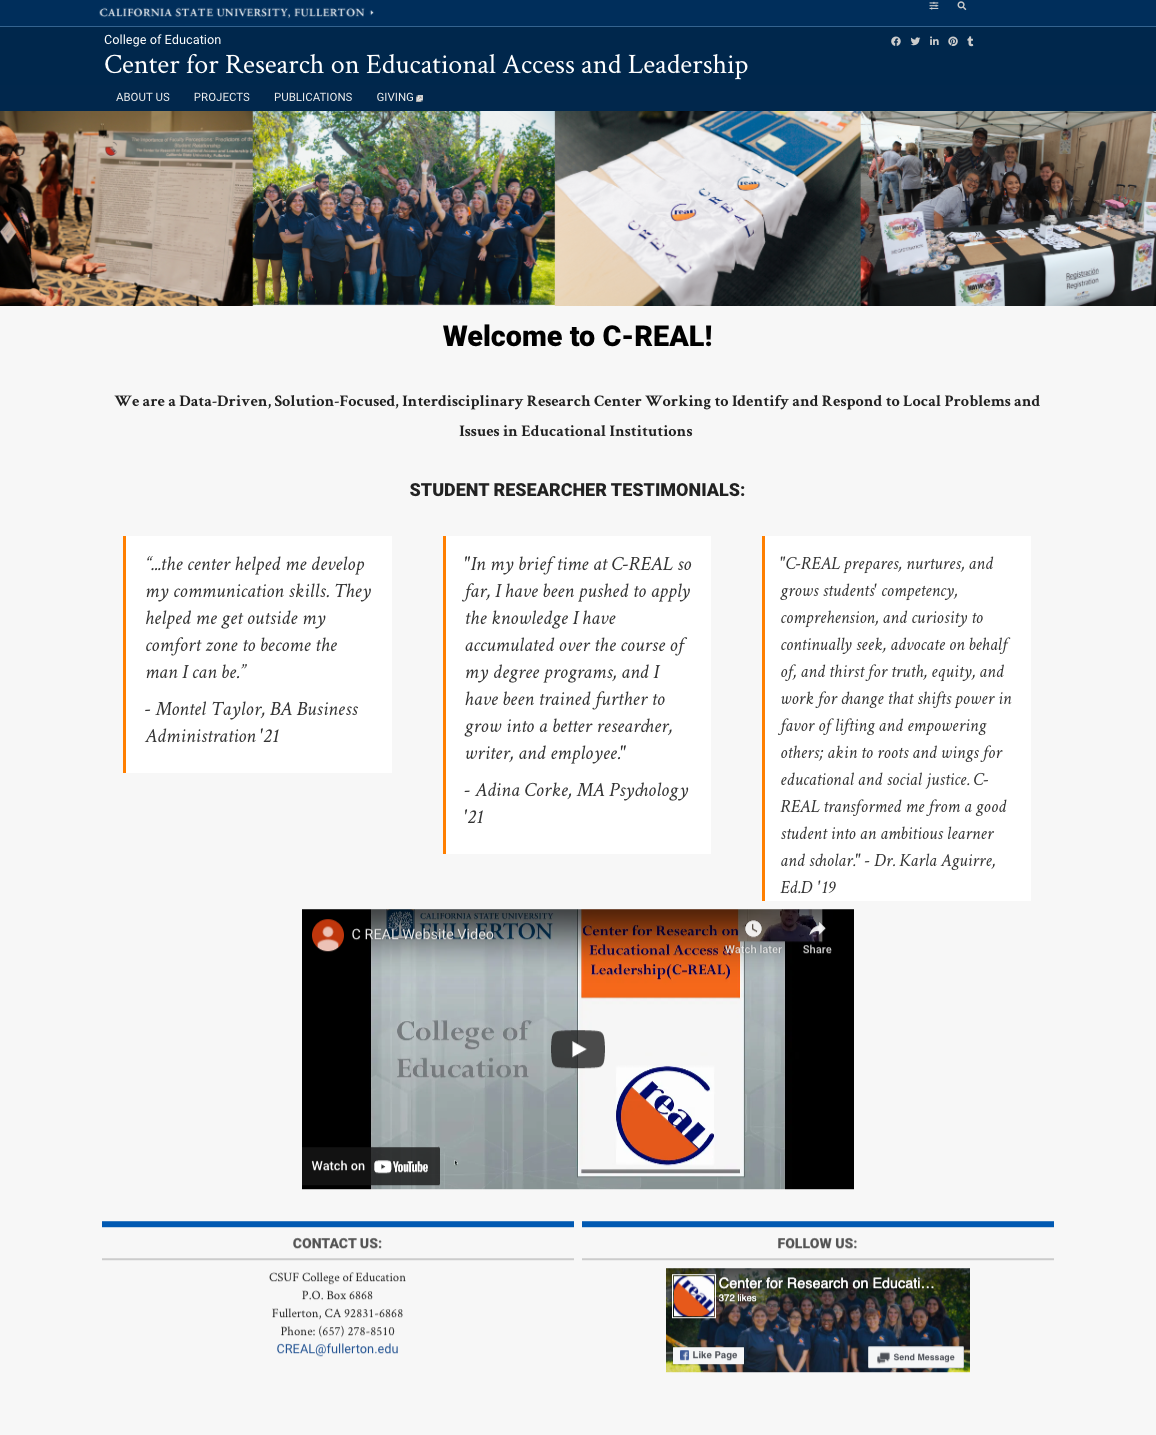 CALIFORNIA STATE UNIVERSITY, FULLERTON
College of Education
Center for Research on Educational Access and Leadership
ABOUT US PROJECTS PUBLICATIONS GIVING
CREAL
real
CREAL
real
CREAL
REGISTRATION
Registración
Registration
Welcome to C-REAL!
We are a Data-Driven, Solution-Focused, Interdisciplinary Research Center Working to Identify and Respond to Local Problems and
Issues in Educational Institutions
STUDENT RESEARCHER TESTIMONIALS:
“...the center helped me develop
my communication skills. They
helped me get outside my
comfort zone to become the
man I can be.”
- Montel Taylor, BA Business
Administration '21
"In my brief time at C-REAL so
far, I have been pushed to apply
the knowledge I have
accumulated over the course of
my degree programs, and I
have been trained further to
grow into a better researcher,
writer, and employee."
- Adina Corke, MA Psychology
'21
"C-REAL prepares, nurtures, and
grows students' competency,
comprehension, and curiosity to
continually seek, advocate on behalf
of, and thirst for truth, equity, and
work for change that shifts power in
favor of lifting and empowering
others; akin to roots and wings for
educational and social justice. C-
REAL transformed me from a good
student into an ambitious learner
and scholar." - Dr. Karla Aguirre,
Ed.D '19
C REAL Website Video
CALIFORNIA STATE UNIVERSITY
FULLERTON
Center for Research on
Educational Access &
Leadership(C-REAL)
Watch later
Share
College of
Education
real
Watch on YouTube
CONTACT US:
CSUF College of Education
P.O. Box 6868
Fullerton, CA 92831-6868
Phone: (657) 278-8510
CREAL@fullerton.edu
FOLLOW US:
real
Center for Research on Educati...
372 likes
Like Page
Send Message